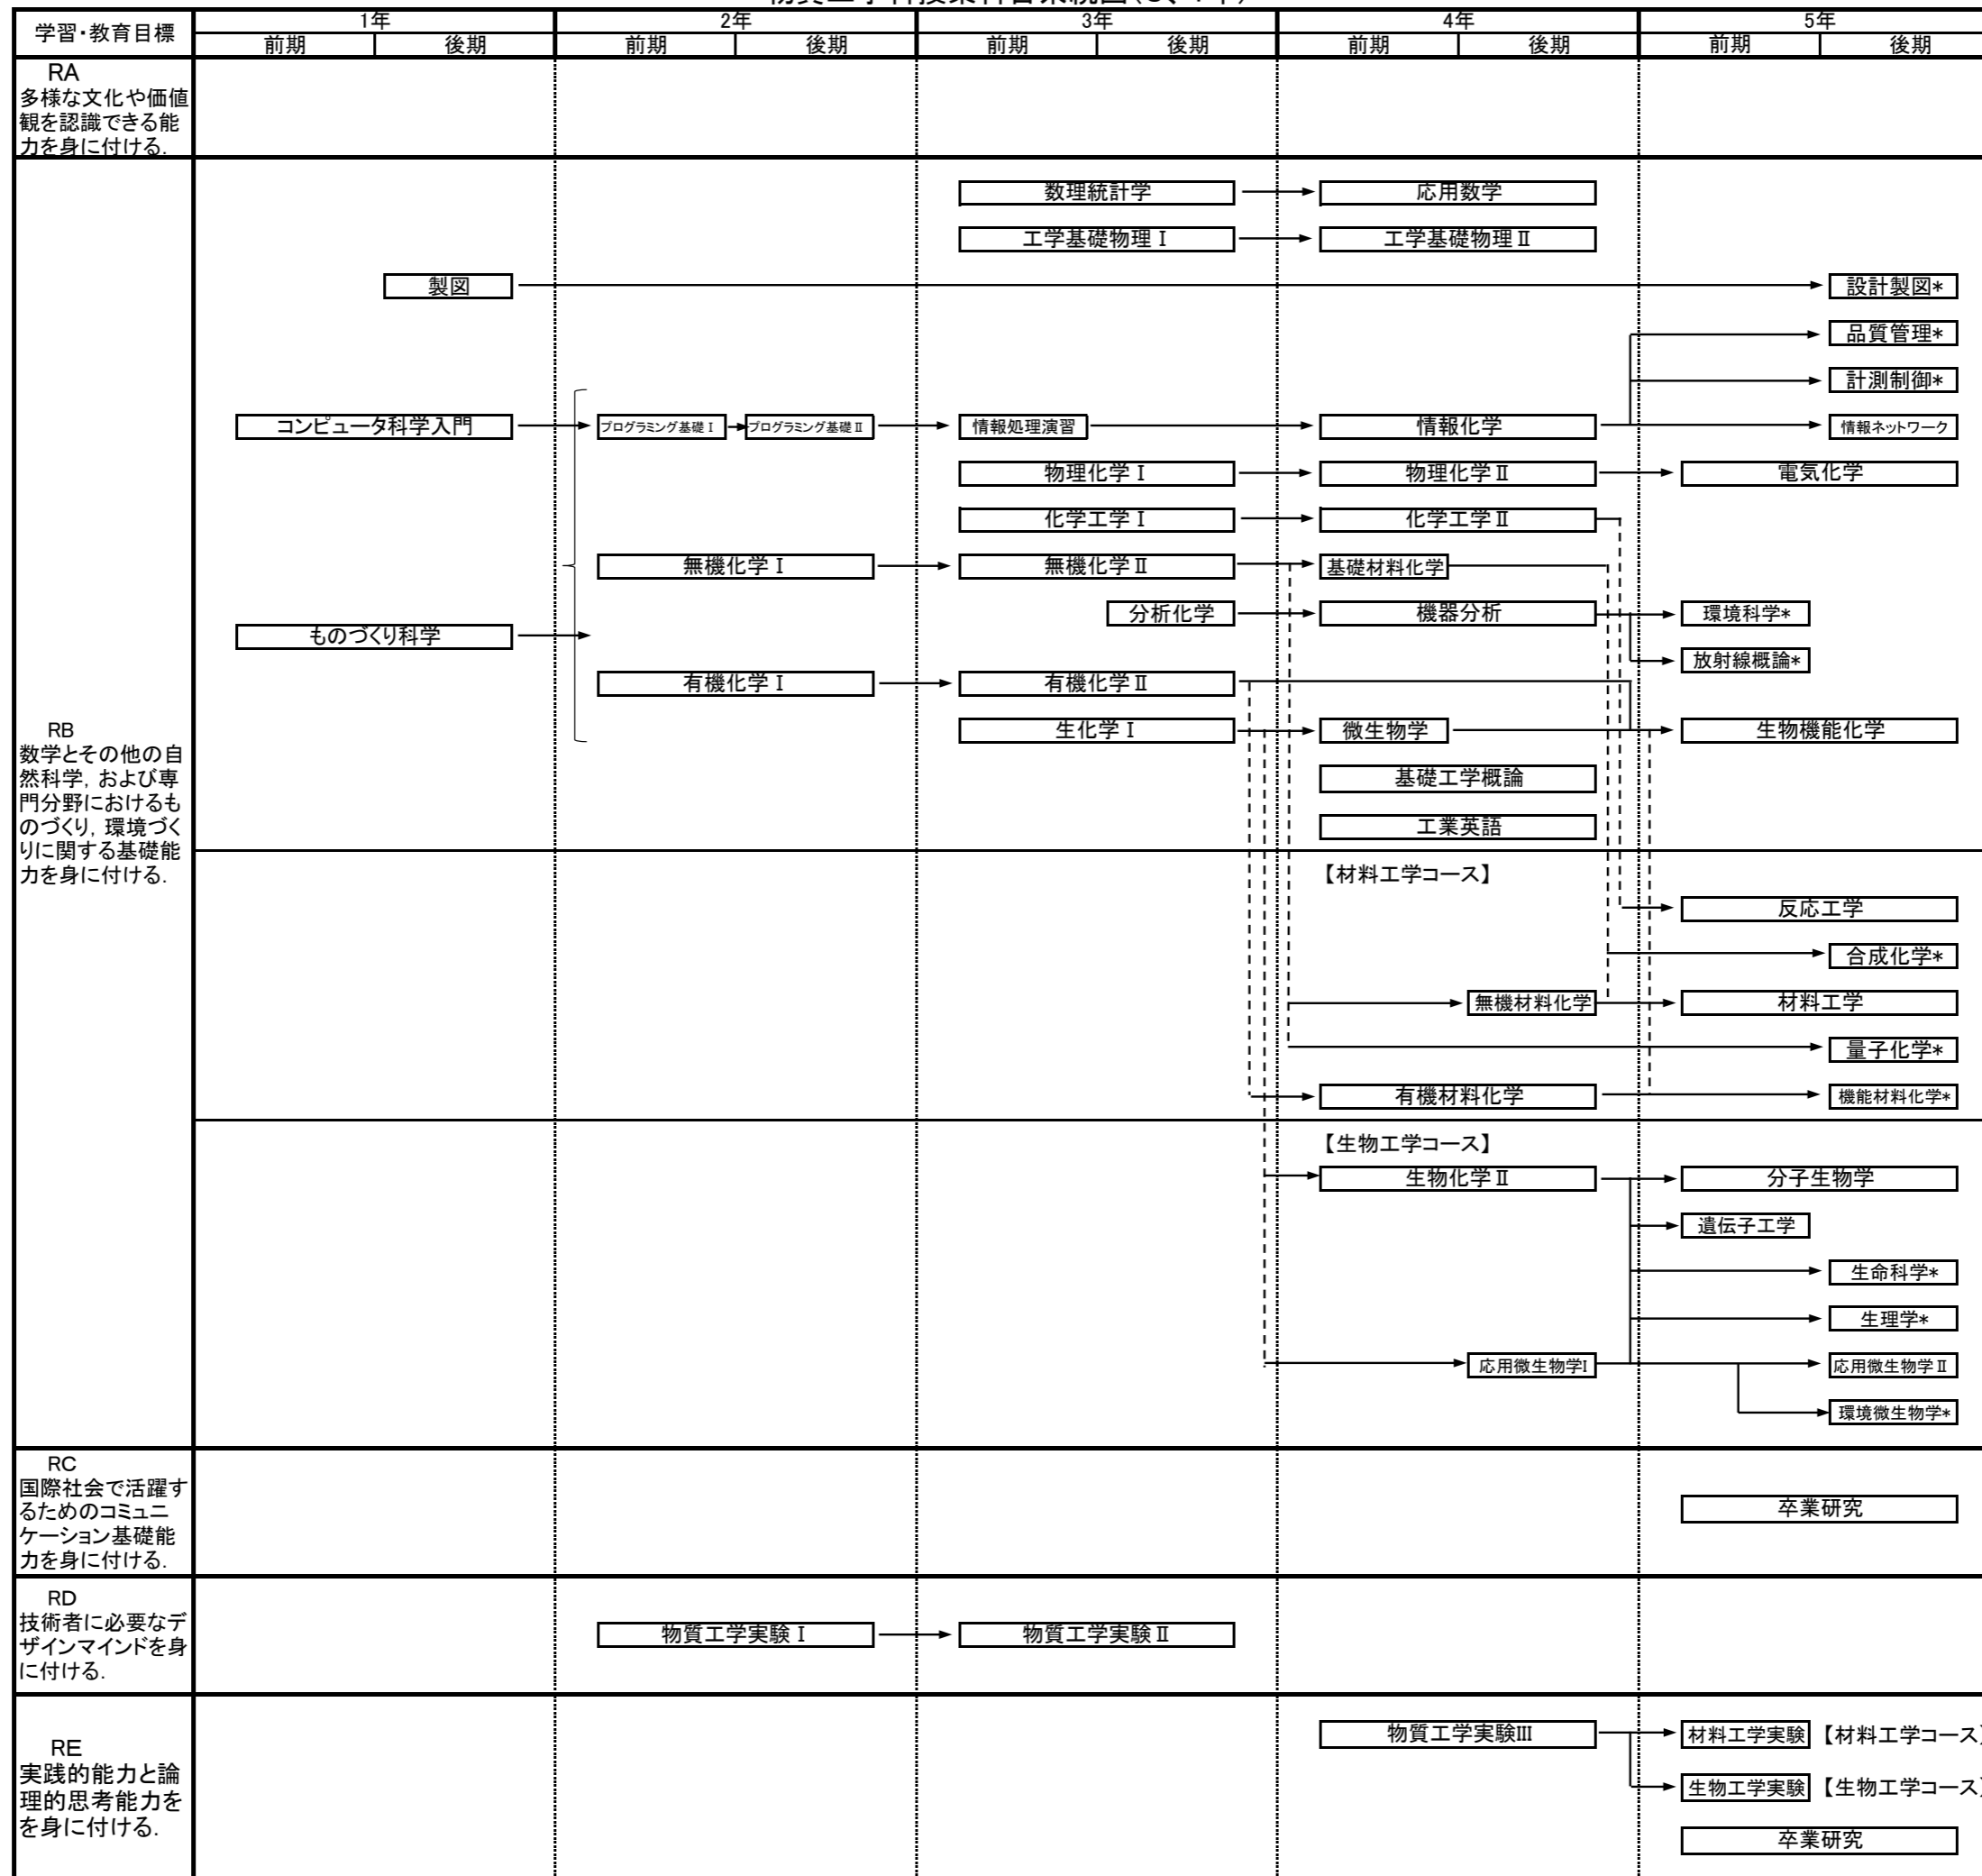 学習・教育目標
1年
2年
3年
4年
5年
前期
後期
前期
後期
前期
後期
前期
後期
前期
後期
RA
多様な文化や価値
観を認識できる能
力を身に付ける.
RB
数学とその他の自
然科学, および専
門分野におけるも
のづくり, 環境づく
りに関する基礎能
力を身に付ける.
数理統計学
応用数学
工学基礎物理Ⅰ
工学基礎物理Ⅱ
製図
設計製図*
品質管理*
計測制御*
コンピュータ科学入門
プログラミング基礎Ⅰ
プログラミング基礎Ⅱ
情報処理演習
情報化学
情報ネットワーク
物理化学Ⅰ
物理化学Ⅱ
電気化学
化学工学Ⅰ
化学工学Ⅱ
無機化学Ⅰ
無機化学Ⅱ
基礎材料化学
分析化学
機器分析
環境科学*
ものづくり科学
放射線概論*
有機化学Ⅰ
有機化学Ⅱ
生化学Ⅰ
微生物学
生物機能化学
基礎工学概論
工業英語
【材料工学コース】
反応工学
合成化学*
無機材料化学
材料工学
量子化学*
有機材料化学
機能材料化学*
【生物工学コース】
生物化学Ⅱ
分子生物学
遺伝子工学
生命科学*
生理学*
応用微生物学I
応用微生物学Ⅱ
環境微生物学*
RC
国際社会で活躍す
るためのコミュニ
ケーション基礎能
力を身に付ける.
卒業研究
RD
技術者に必要なデ
ザインマインドを身
に付ける.
物質工学実験Ⅰ
物質工学実験Ⅱ
RE
実践的能力と論
理的思考能力を
を身に付ける.
物質工学実験III
材料工学実験
【材料工学コース】
生物工学実験
【生物工学コース】
卒業研究